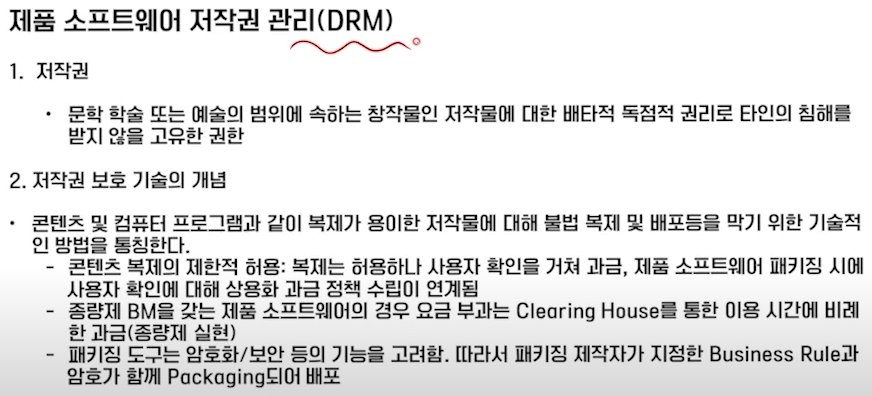 제품 소프트웨어 저작권 관리(DRM)
1. 저작권
• 문학 학술 또는 예술의 범위에 속하는 창작물인 저작물에 대한 배타적 독점적 권리로 타인의 침해를
받지 않을 고유한 권한
2. 저작권 보호 기술의 개념
• 콘텐츠 및 컴퓨터 프로그램과 같이 복제가 용이한 저작물에 대해 불법 복제 및 배포등을 막기 위한 기술적
인 방법을 통칭한다.
- 콘텐츠 복제의 제한적 허용: 복제는 허용하나 사용자 확인을 거쳐 과금, 제품 소프트웨어 패키징 시에
사용자 확인에 대해 상용화 과금 정책 수립이 연계됨
- 종량제 BM을 갖는 제품 소프트웨어의 경우 요금 부과는 Clearing House를 통한 이용 시간에 비례
한 과금(종량제 실현)
- 패키징 도구는 암호화/보안 등의 기능을 고려함. 따라서 패키징 제작자가 지정한 Business Rule과
암호가 함께 Packaging되어 배포